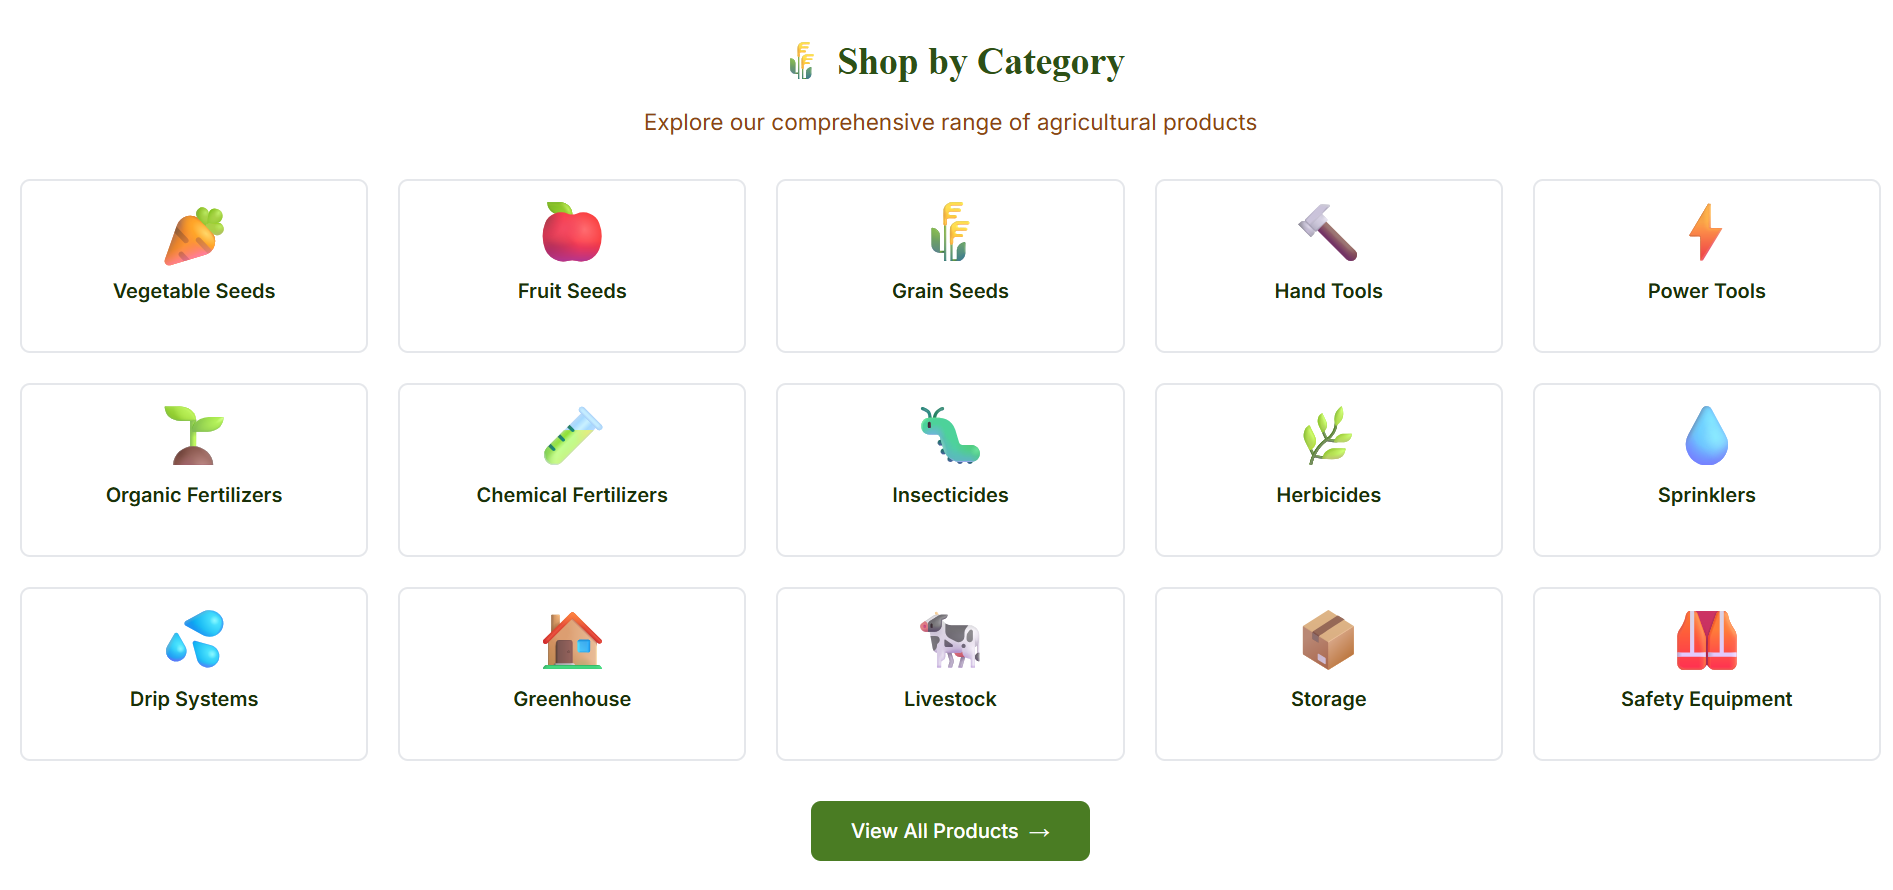 Shop by Category
Explore our comprehensive range of agricultural products
Vegetable Seeds
Fruit Seeds
Grain Seeds
Hand Tools
Power Tools
Organic Fertilizers
Chemical Fertilizers
Insecticides
Herbicides
Sprinklers
Drip Systems
Greenhouse
Livestock
Storage
Safety Equipment
View All Products →